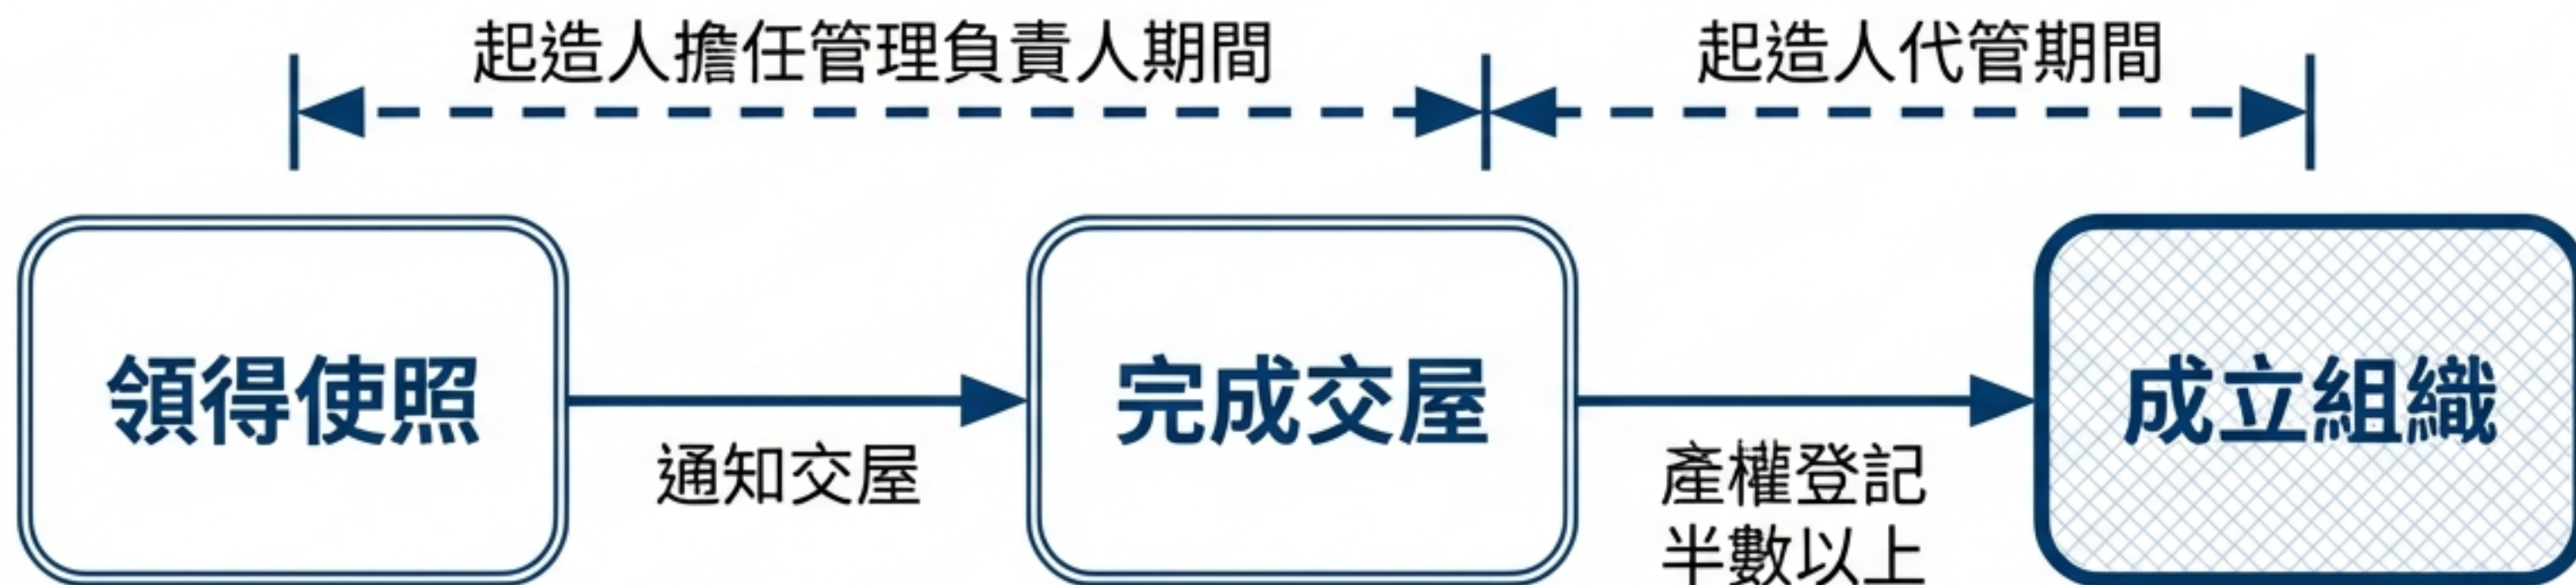 起造人擔任管理負責人期間
起造人代管期間
領得使照
通知交屋
完成交屋
產權登記
半數以上
成立組織